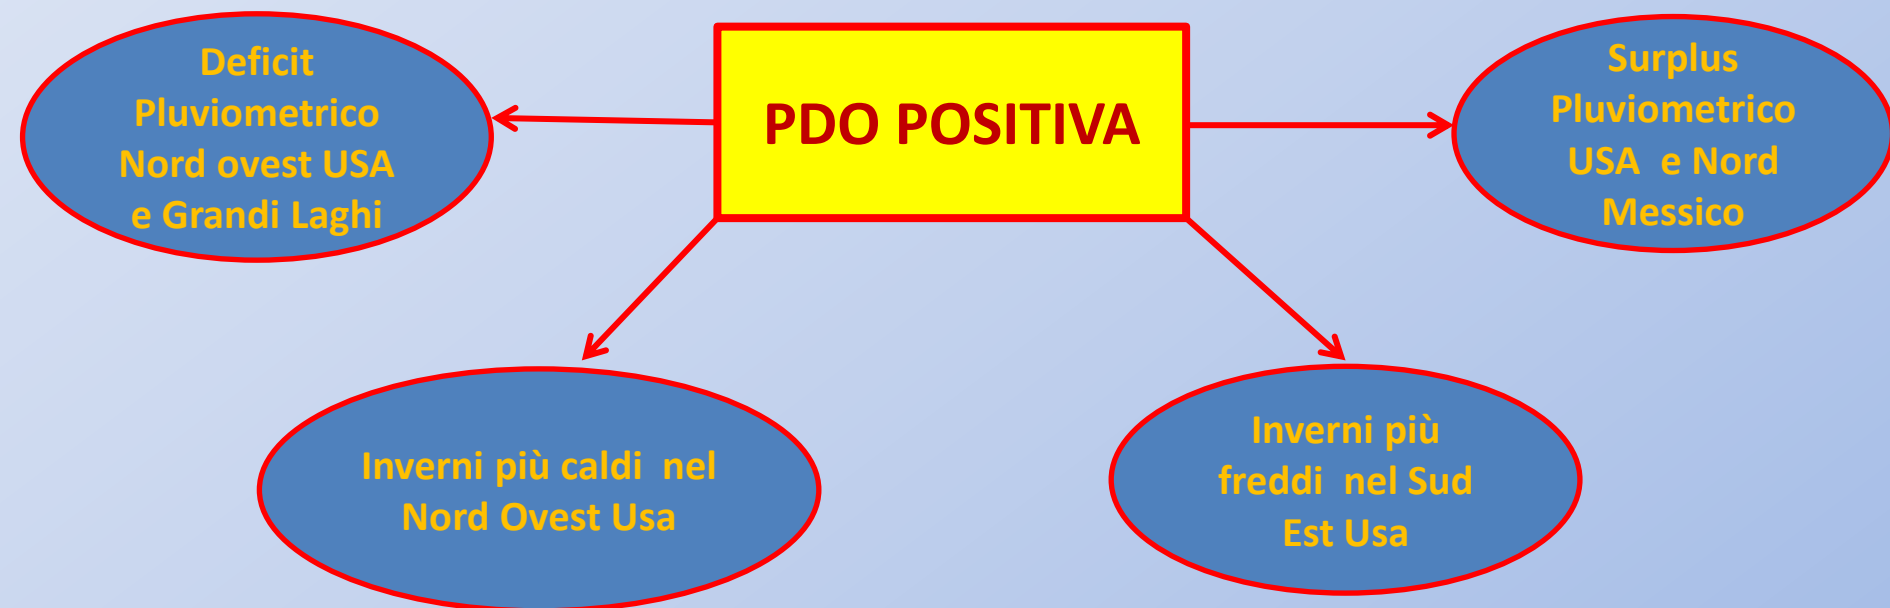 Deficit
Pluviometrico
Nord ovest USA
e Grandi Laghi
PDO POSITIVA
Surplus
Pluviometrico
USA e Nord
Messico
Inverni più caldi nel
Nord Ovest Usa
Inverni più
freddi nel Sud
Est Usa